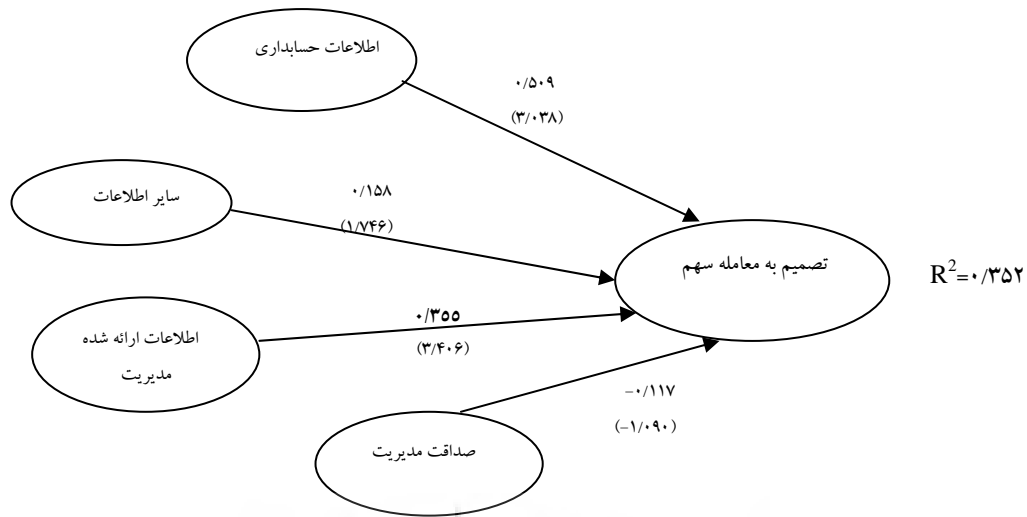 اطلاعات حسابداری
۰/۵۰۹
(۳/۰۳۸)
سایر اطلاعات
۰/۱۵۸
(۱/۷۴۶)
تصمیم به معامله سهم
R²=۰/۳۵۲
اطلاعات ارائه شده
مدیریت
۰/۳۵۵
(۳/۴۰۶)
صداقت مدیریت
–۰/۱۱۷
(–۱/۰۹۰)